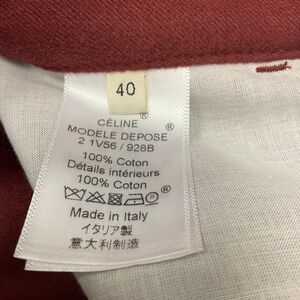 40
CÉLINE®
MODELE DEPOSE®
2 1V56 / 928B
100% Coton
Détails intérieurs
100% Coton
Made in Italy
イタリア製
意大利制造